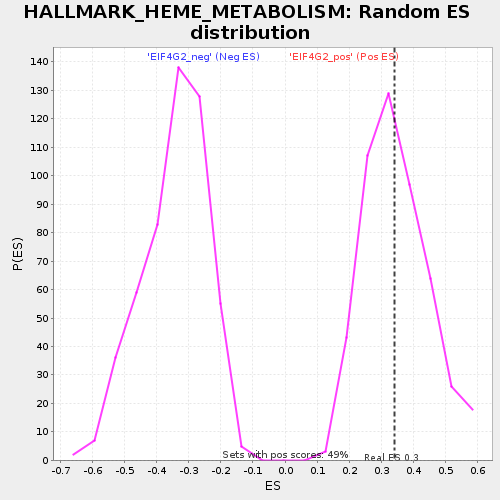 HALLMARK_HEME_METABOLISM: Random ES
distribution
'EIF4G2_neg' (Neg ES)
'EIF4G2_pos' (Pos ES)
140
130
120
110
100
90
80
70
60
50
40
30
20
10
0
P(ES)
Sets with pos scores: 49%
Real ES 0.3
-0.7 -0.6 -0.5 -0.4 -0.3 -0.2 -0.1 0.0 0.1 0.2 0.3 0.4 0.5 0.6
ES